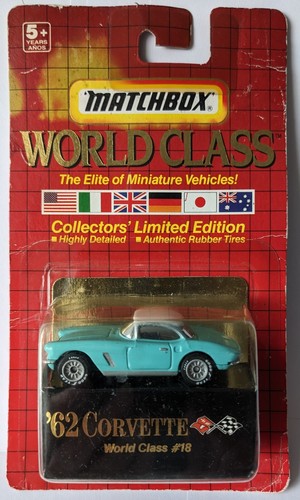 5+
YEARS
AÑOS
"MATCHBOX"
WORLD CLASS™
The Elite of Miniature Vehicles!
Collectors' Limited Edition
■ Highly Detailed ■ Authentic Rubber Tires
'62 CORVETTE
World Class #18